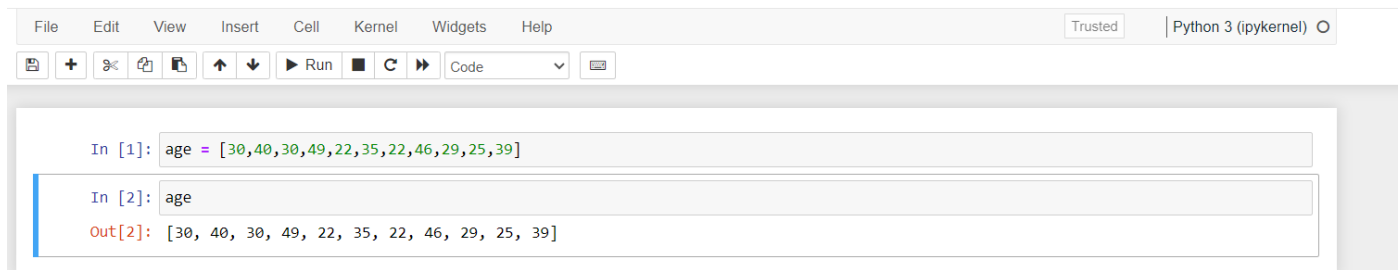 File Edit View Insert Cell Kernel Widgets Help Trusted Python 3 (ipykernel)
Run Code
In [1]: age = [30,40,30,49,22,35,22,46,29,25,39]
In [2]: age
Out[2]: [30, 40, 30, 49, 22, 35, 22, 46, 29, 25, 39]